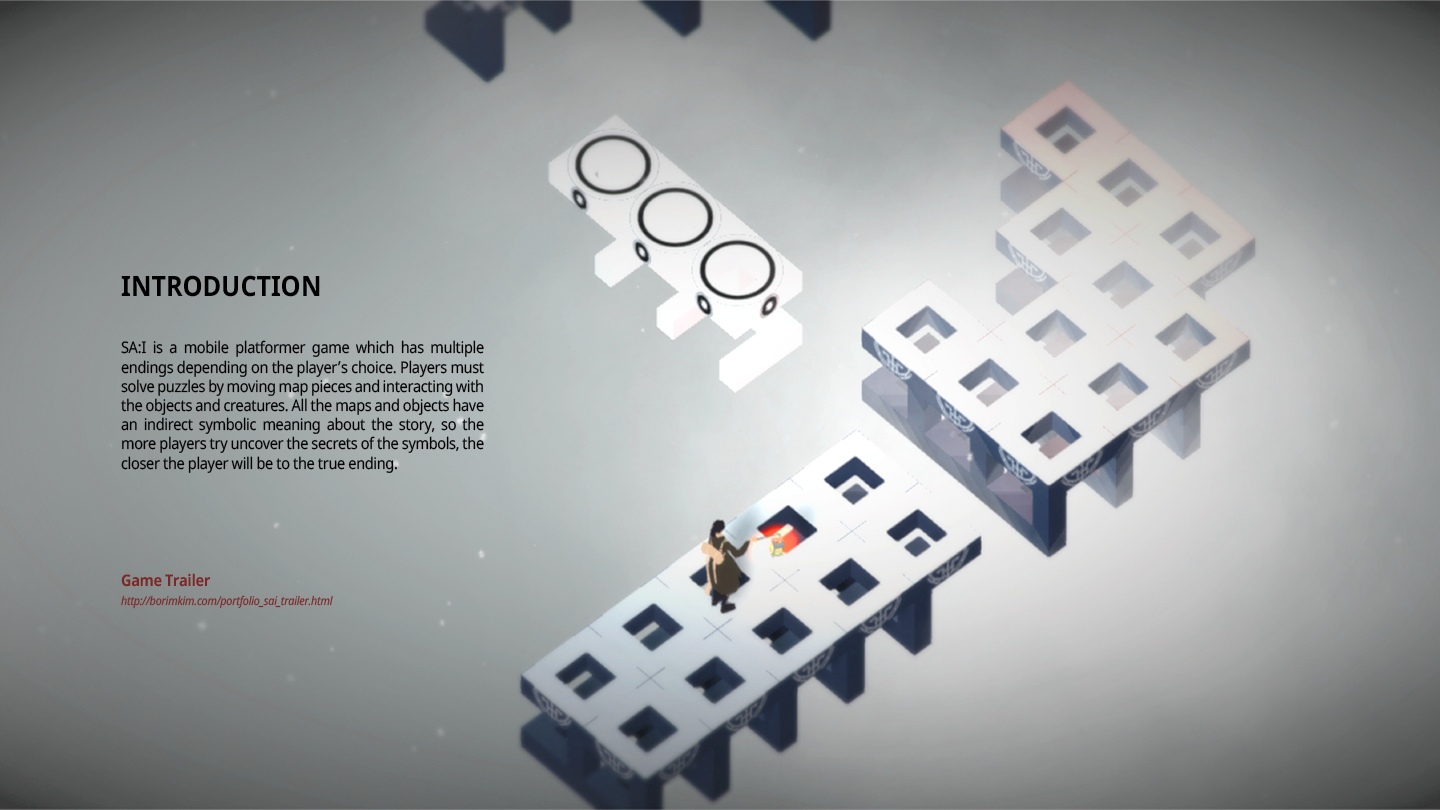 INTRODUCTION
SA:I is a mobile platformer game which has multiple
endings depending on the player’s choice. Players must
solve puzzles by moving map pieces and interacting with
the objects and creatures. All the maps and objects have
an indirect symbolic meaning about the story, so the
more players try uncover the secrets of the symbols, the
closer the player will be to the true ending.
Game Trailer
http://borimkim.com/portfolio_sai_trailer.html